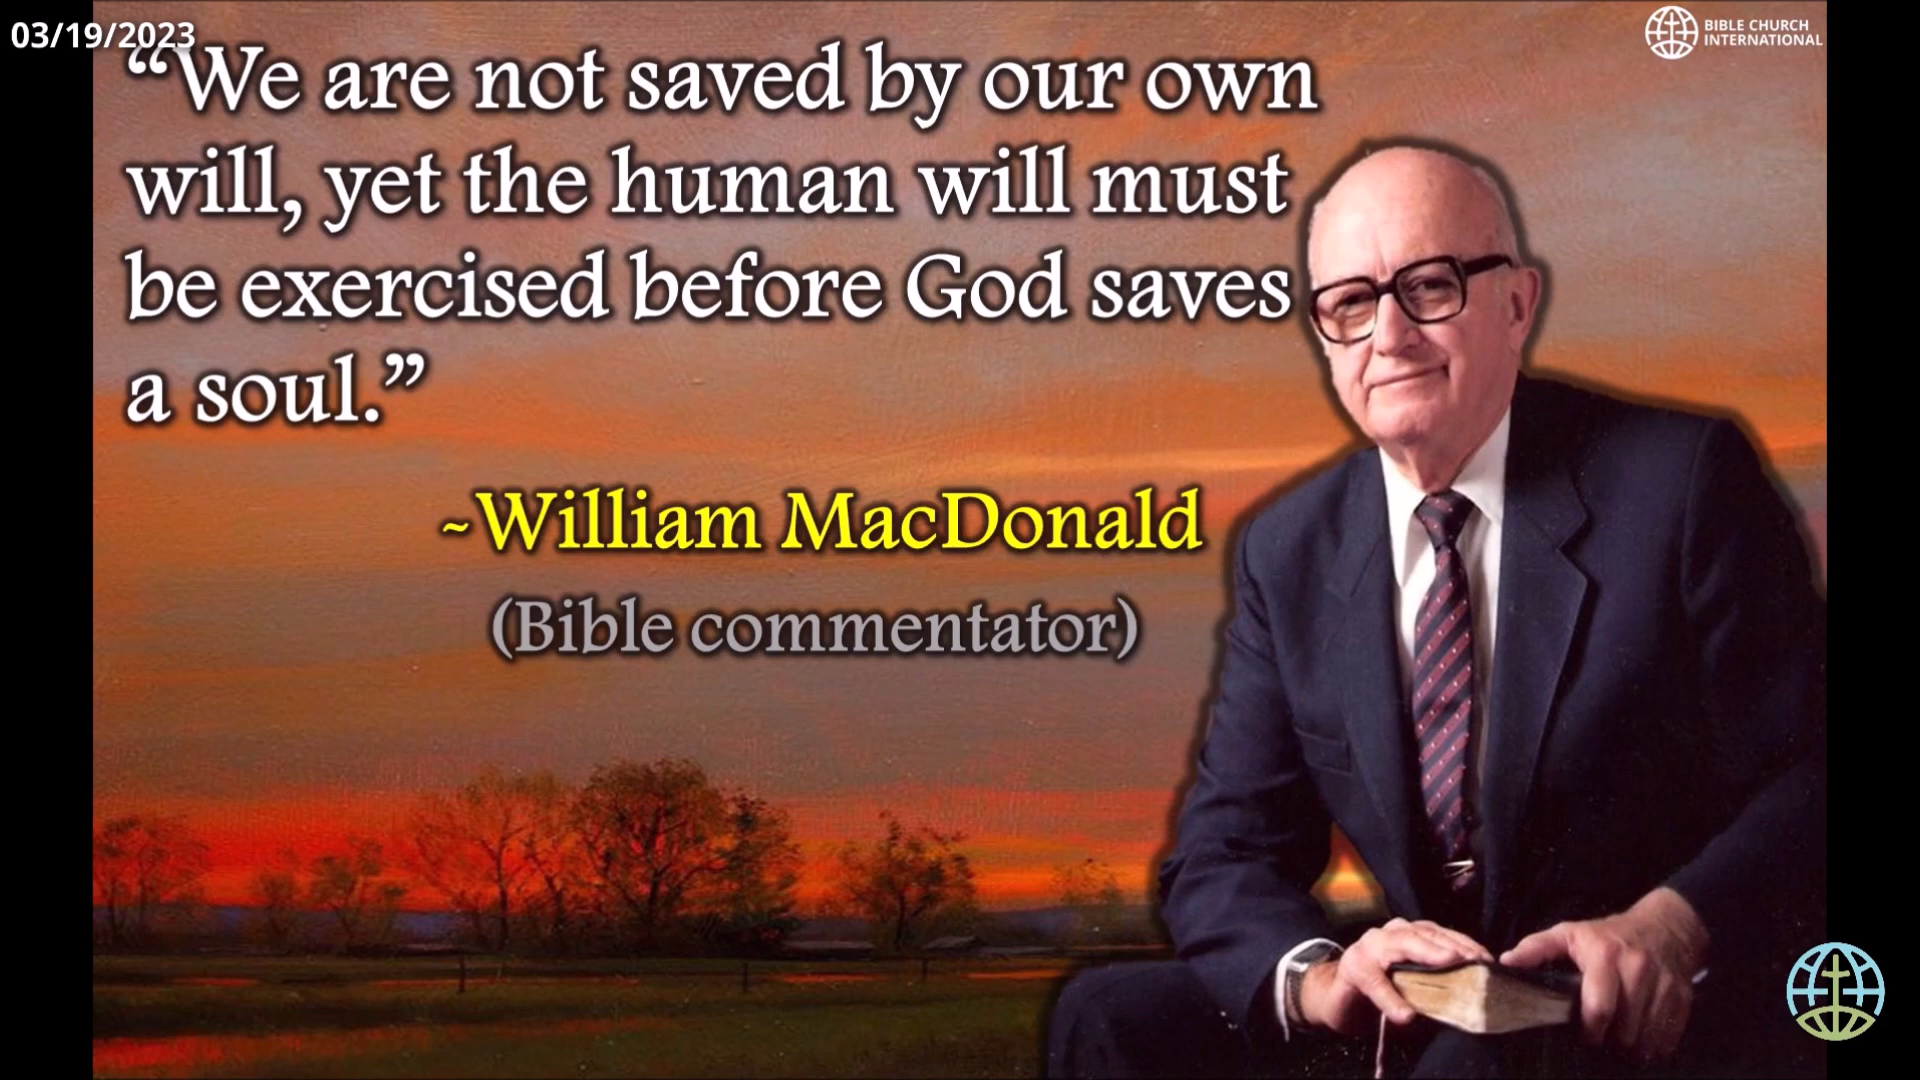 03/19/2023
BIBLE CHURCH
INTERNATIONAL
“We are not saved by our own
will, yet the human will must
be exercised before God saves
a soul.”
~William MacDonald
(Bible commentator)